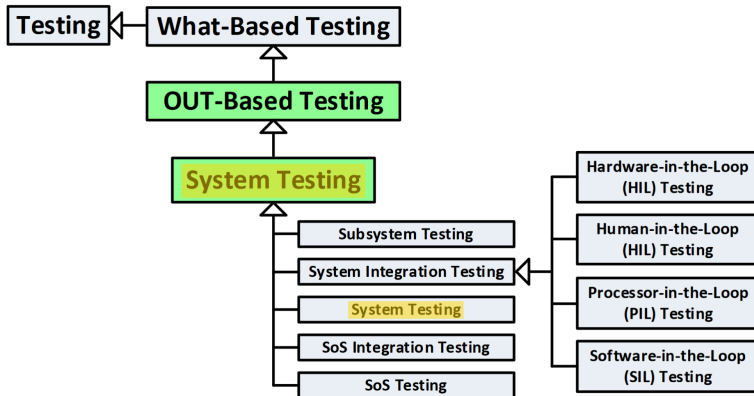 Testing
What-Based Testing
OUT-Based Testing
System Testing
Subsystem Testing
System Integration Testing
System Testing
SoS Integration Testing
SoS Testing
Hardware-in-the-Loop
(HIL) Testing
Human-in-the-Loop
(HIL) Testing
Processor-in-the-Loop
(PIL) Testing
Software-in-the-Loop
(SIL) Testing